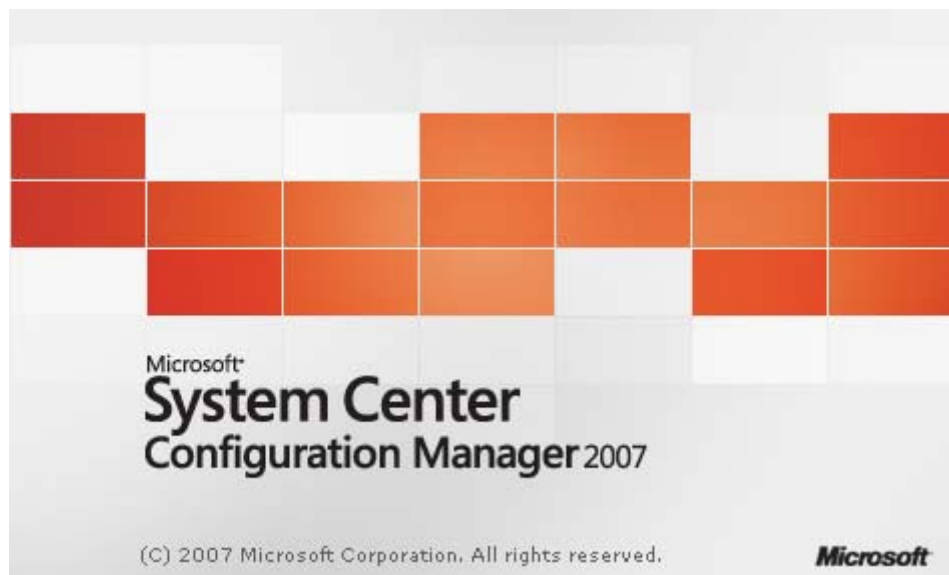 Microsoft®
System Center
Configuration Manager 2007
(C) 2007 Microsoft Corporation. All rights reserved.
Microsoft